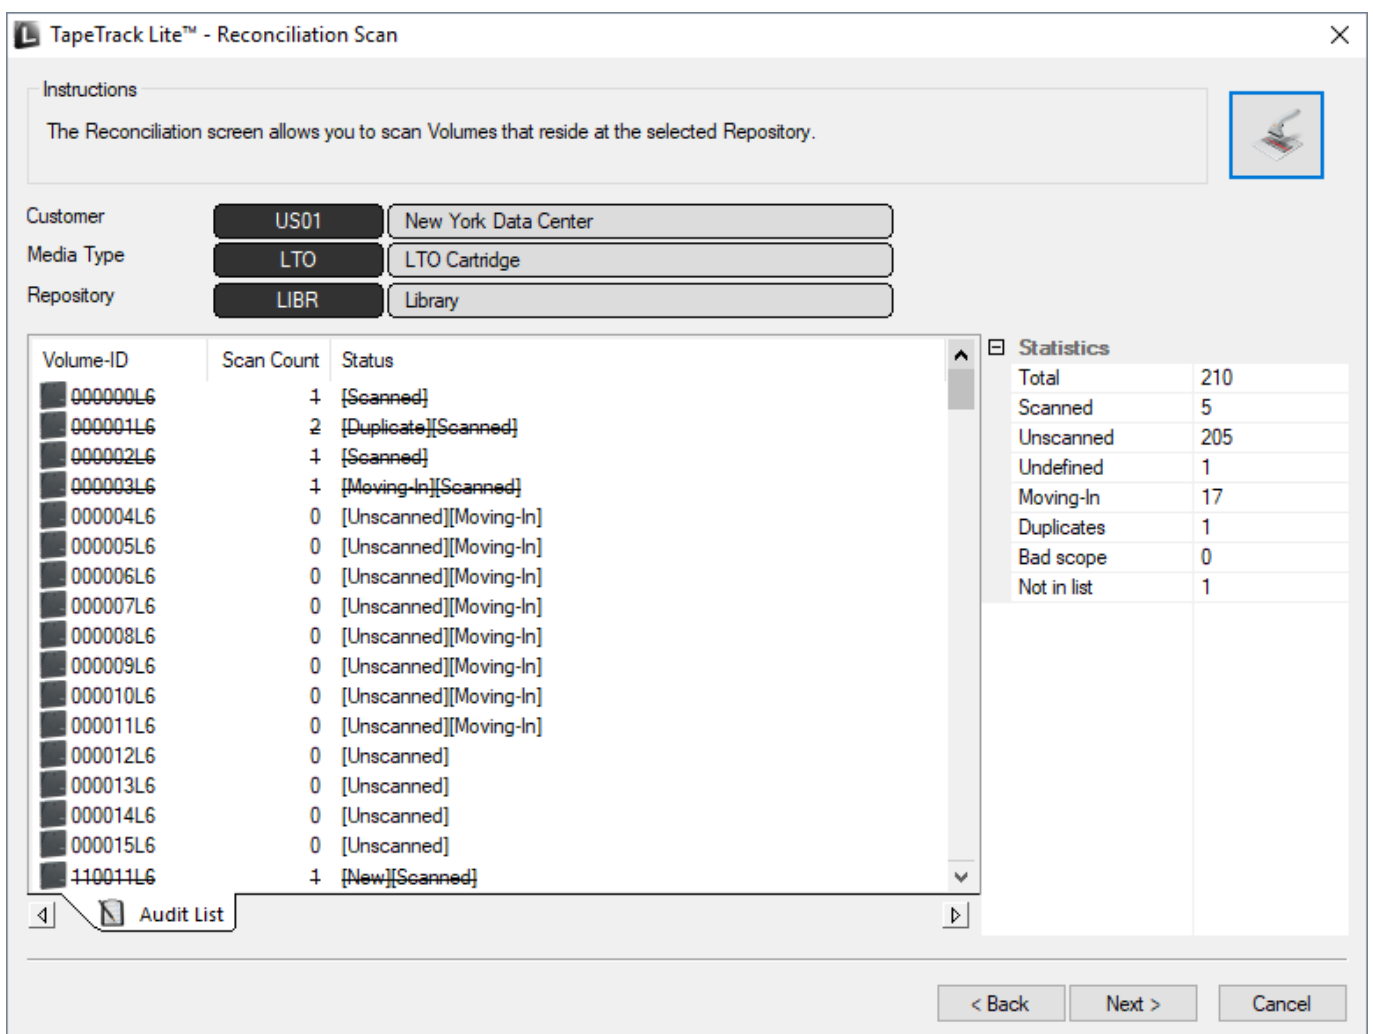 L TapeTrack Lite™ - Reconciliation Scan
Instructions
The Reconciliation screen allows you to scan Volumes that reside at the selected Repository.
Customer US01 New York Data Center
Media Type LTO LTO Cartridge
Repository LIBR Library
Volume-ID Scan Count Status
000000L6 1 [Scanned]
000001L6 2 [Duplicate][Scanned]
000002L6 1 [Scanned]
000003L6 1 [Moving-In][Scanned]
000004L6 0 [Unscanned][Moving-In]
000005L6 0 [Unscanned][Moving-In]
000006L6 0 [Unscanned][Moving-In]
000007L6 0 [Unscanned][Moving-In]
000008L6 0 [Unscanned][Moving-In]
000009L6 0 [Unscanned][Moving-In]
000010L6 0 [Unscanned][Moving-In]
000011L6 0 [Unscanned][Moving-In]
000012L6 0 [Unscanned]
000013L6 0 [Unscanned]
000014L6 0 [Unscanned]
000015L6 0 [Unscanned]
110011L6 1 [New][Scanned]
Audit List
Statistics
Total 210
Scanned 5
Unscanned 205
Undefined 1
Moving-In 17
Duplicates 1
Bad scope 0
Not in list 1
< Back Next > Cancel